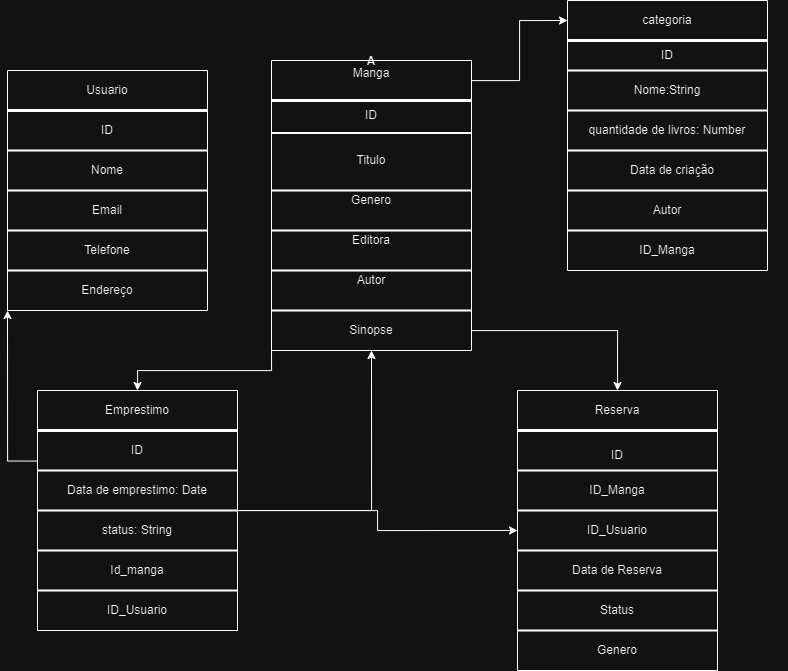 Usuario
ID
Nome
Email
Telefone
Endereço
A
Manga
ID
Titulo
Genero
Editora
Autor
Sinopse
categoria
ID
Nome:String
quantidade de livros: Number
Data de criação
Autor
ID_Manga
Emprestimo
ID
Data de emprestimo: Date
status: String
Id_manga
ID_Usuario
Reserva
ID
ID_Manga
ID_Usuario
Data de Reserva
Status
Genero